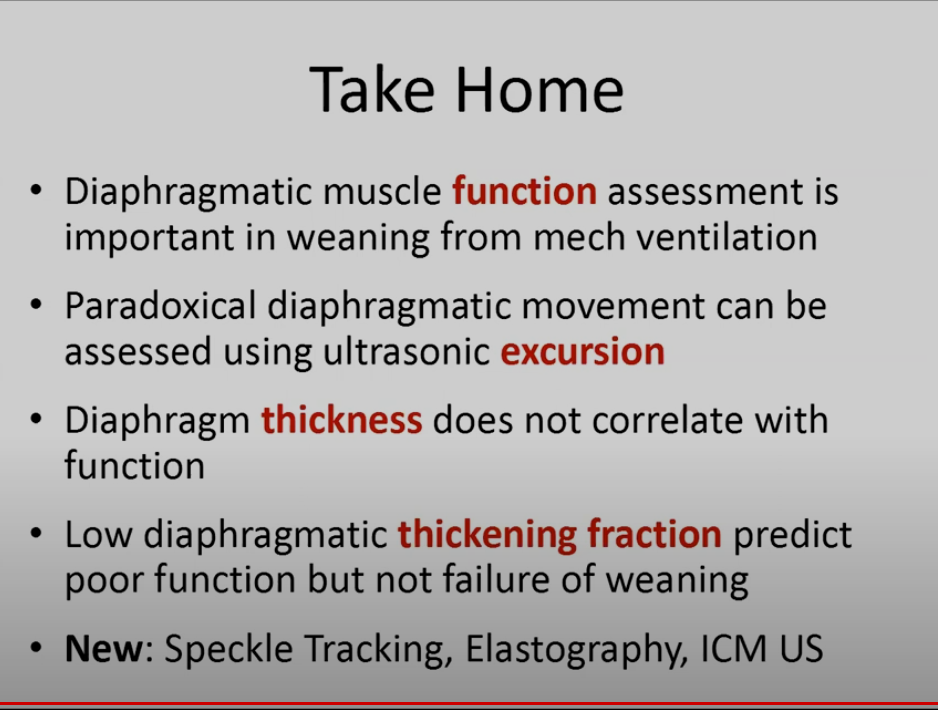 Take Home
• Diaphragmatic muscle function assessment is
important in weaning from mech ventilation
• Paradoxical diaphragmatic movement can be
assessed using ultrasonic excursion
• Diaphragm thickness does not correlate with
function
• Low diaphragmatic thickening fraction predict
poor function but not failure of weaning
• New: Speckle Tracking, Elastography, ICM US